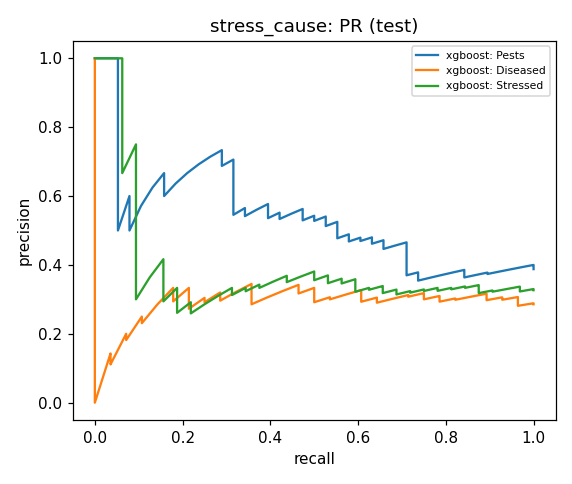 stress_cause: PR (test)
xgboost: Pests
xgboost: Diseased
xgboost: Stressed
1.0
0.8
0.6
0.4
0.2
0.0
precision
0.0 0.2 0.4 0.6 0.8 1.0
recall